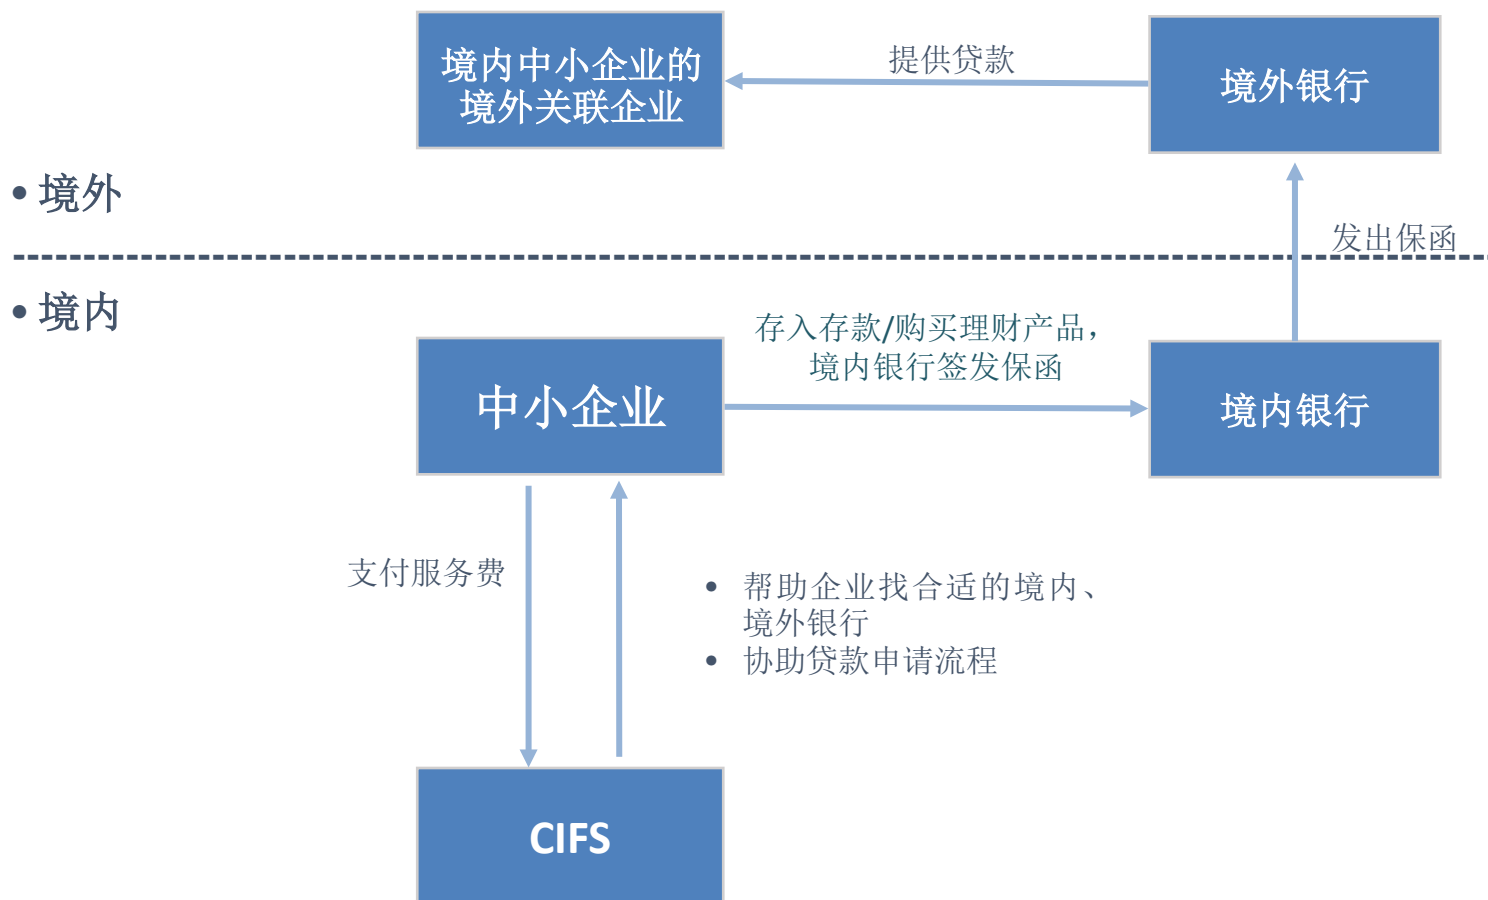 境内中小企业的
境外关联企业
提供贷款
境外银行
• 境外
发出保函
• 境内
存入存款/购买理财产品，
境内银行签发保函
中小企业
境内银行
支付服务费
• 帮助企业找合适的境内、
境外银行
• 协助贷款申请流程
CIFS